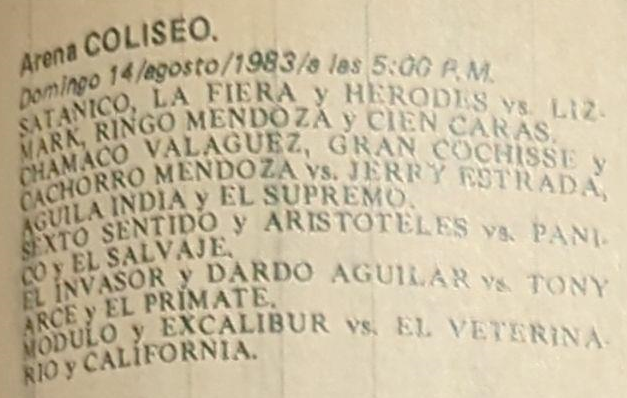 Arena COLISEO.
Domingo 14/agosto/1983/a las 5:00 P.M.
SATANICO, LA FIERA y HERODES vs. LIZ-
MARK, RINGO MENDOZA y CIEN CARAS.
CHAMACO VALAGUEZ, GRAN COCHISSE y
CACHORRO MENDOZA vs. JERRY ESTRADA,
AGUILA INDIA y EL SUPREMO.
SEXTO SENTIDO y ARISTOTELES vs. PANI-
CO y EL SALVAJE.
EL INVASOR y DARDO AGUILAR vs. TONY
ARCE y EL PRIMATE.
MODULO y EXCALIBUR vs. EL VETERINA-
RIO y CALIFORNIA.